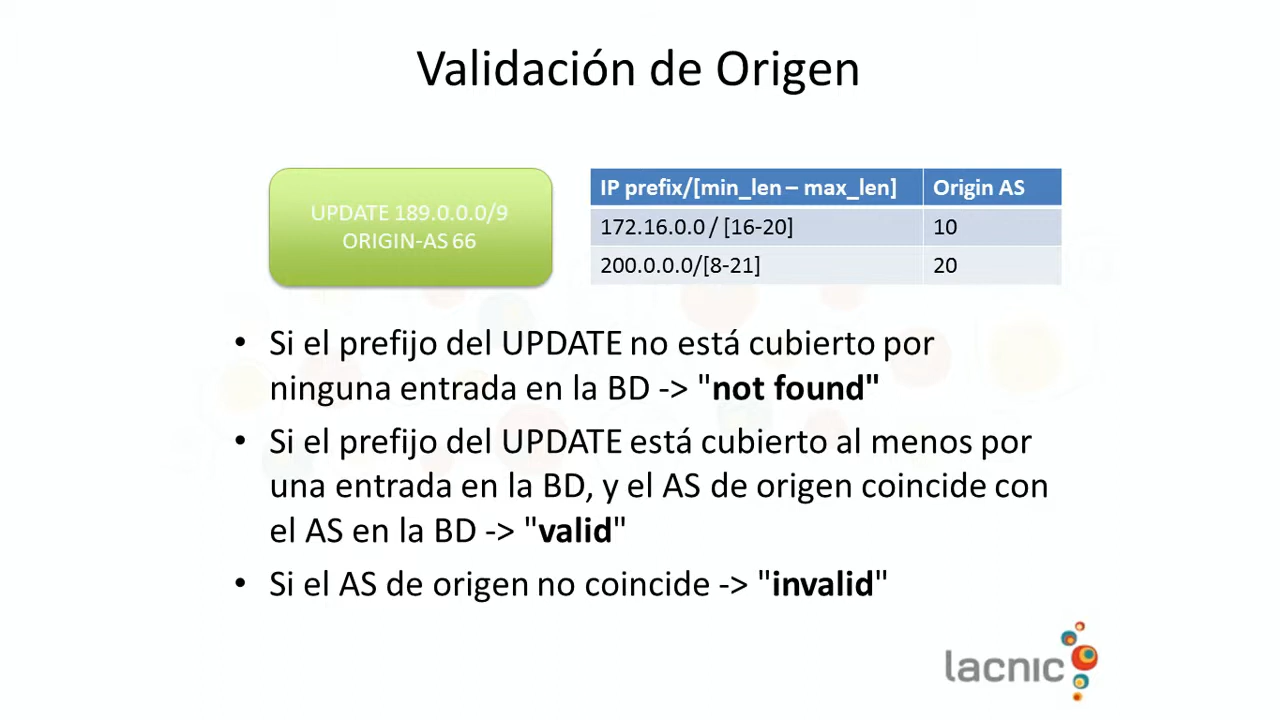 Validación de Origen
UPDATE 189.0.0.0/9
ORIGIN-AS 66
IP prefix/[min_len – max_len] Origin AS
172.16.0.0 / [16-20] 10
200.0.0.0/[8-21] 20
• Si el prefijo del UPDATE no está cubierto por
ninguna entrada en la BD -> "not found"
• Si el prefijo del UPDATE está cubierto al menos por
una entrada en la BD, y el AS de origen coincide con
el AS en la BD -> "valid"
• Si el AS de origen no coincide -> "invalid"
lacnic